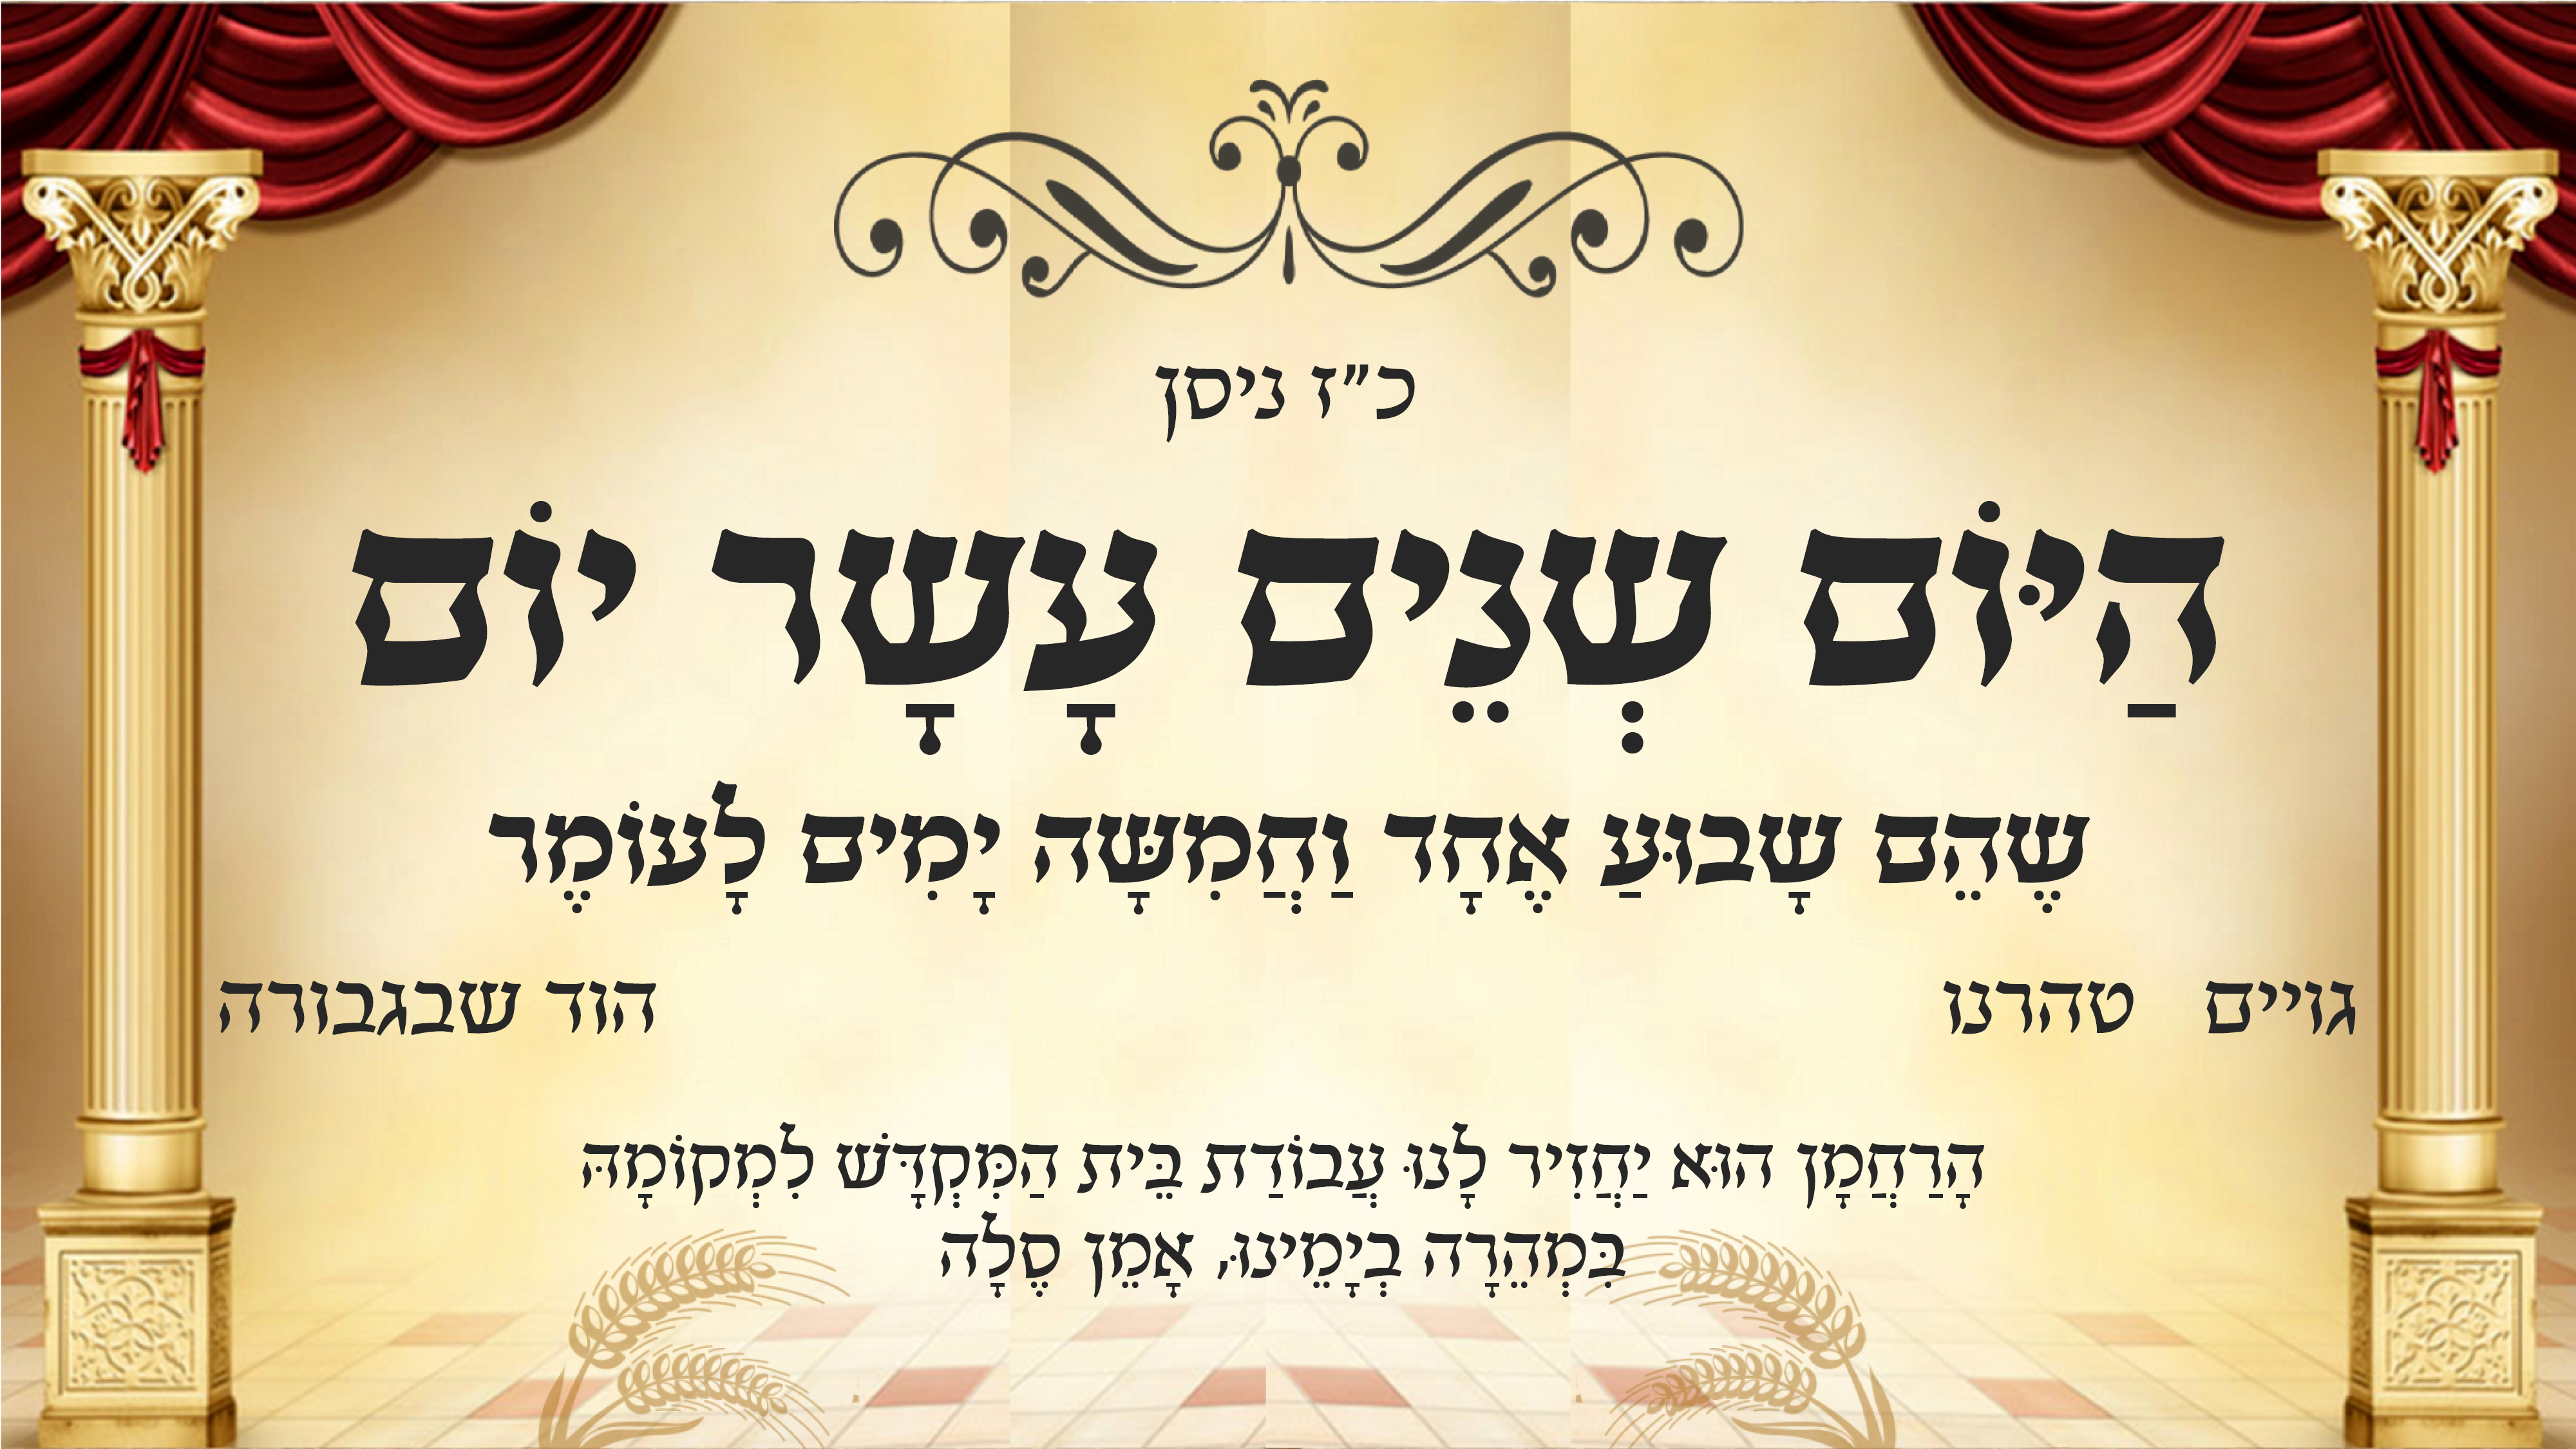 כ״ז ניסן
הַיּוֹם שְׁנֵים עָשָׂר יוֹם
שֶׁהֵם שָׁבוּעַ אֶחָד וַחֲמִשָּׁה יָמִים לָעוֹמֶר
גויים טהרנו הוד שבגבורה
הָרַחֲמָן הוּא יַחֲזִיר לָנוּ עֲבוֹדַת בֵּית הַמִּקְדָּשׁ לִמְקוֹמָהּ
בִּמְהֵרָה בְיָמֵינוּ, אָמֵן סֶלָה